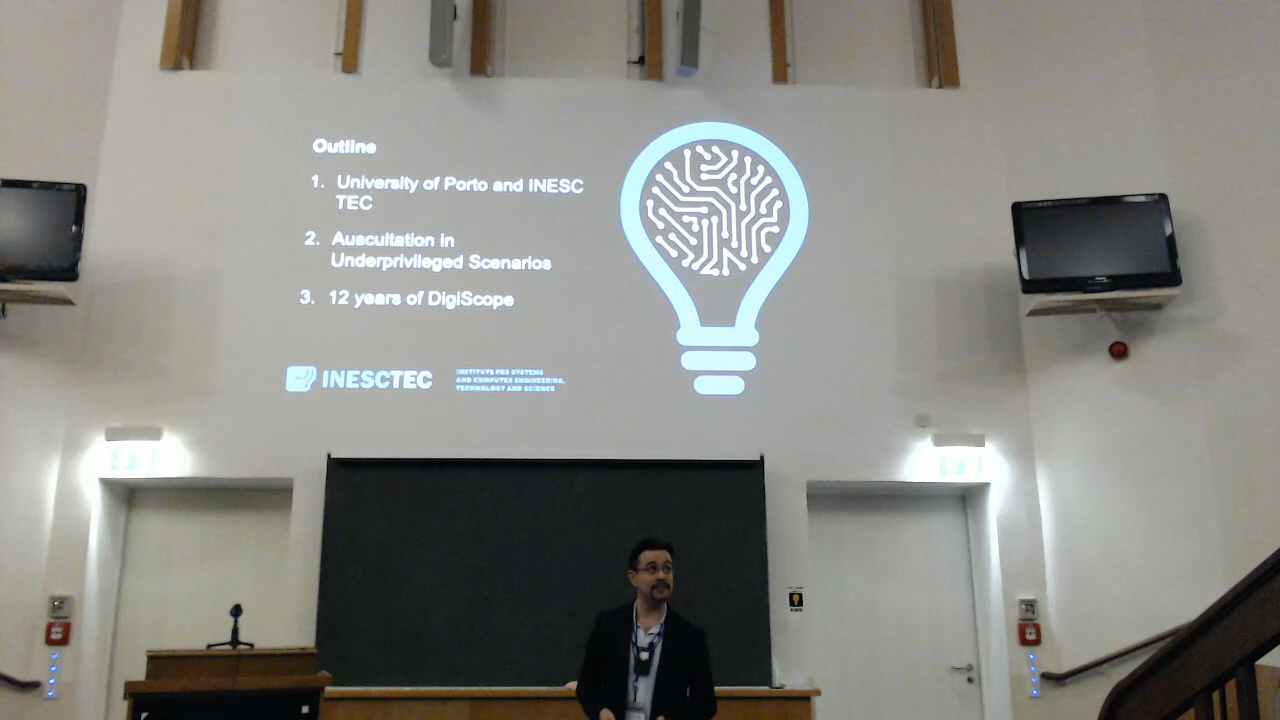 Outline
1. University of Porto and INESC
TEC
2. Auscultation in
Underprivileged Scenarios
3. 12 years of DigiScope
INESCTEC
INSTITUTE FOR SYSTEMS
AND COMPUTER ENGINEERING,
TECHNOLOGY AND SCIENCE